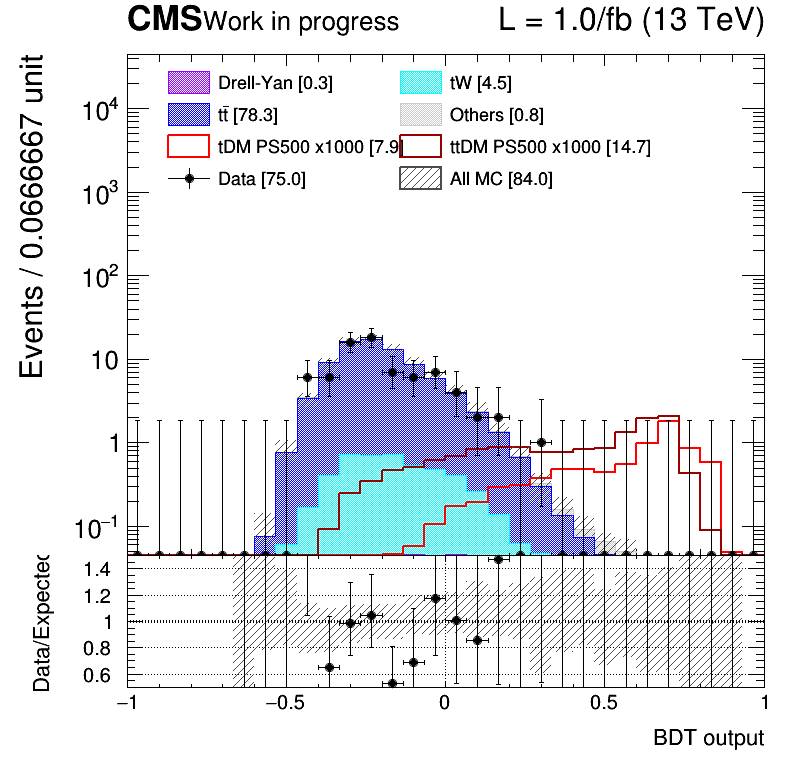 CMS Work in progress L = 1.0/fb (13 TeV)
Events / 0.0666667 unit
Drell-Yan [0.3] tW [4.5]
tt̄ [78.3] Others [0.8]
tDM PS500 x1000 [7.9 ttDM PS500 x1000 [14.7]
Data [75.0] All MC [84.0]
10⁴
10³
10²
10
1
10⁻¹
Data/Expected
1.4
1.2
1
0.8
0.6
−1 −0.5 0 0.5 1
BDT output